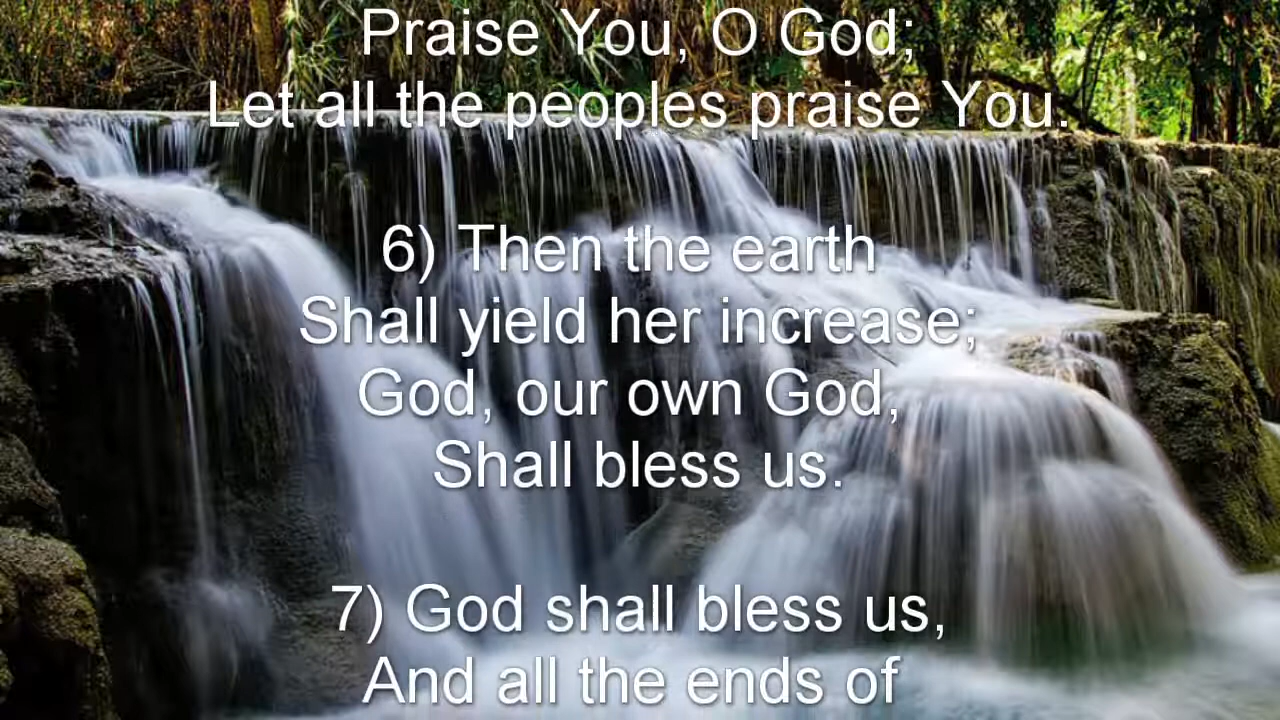 Praise You, O God;
Let all the peoples praise You.
6) Then the earth
Shall yield her increase;
God, our own God,
Shall bless us.
7) God shall bless us,
And all the ends of